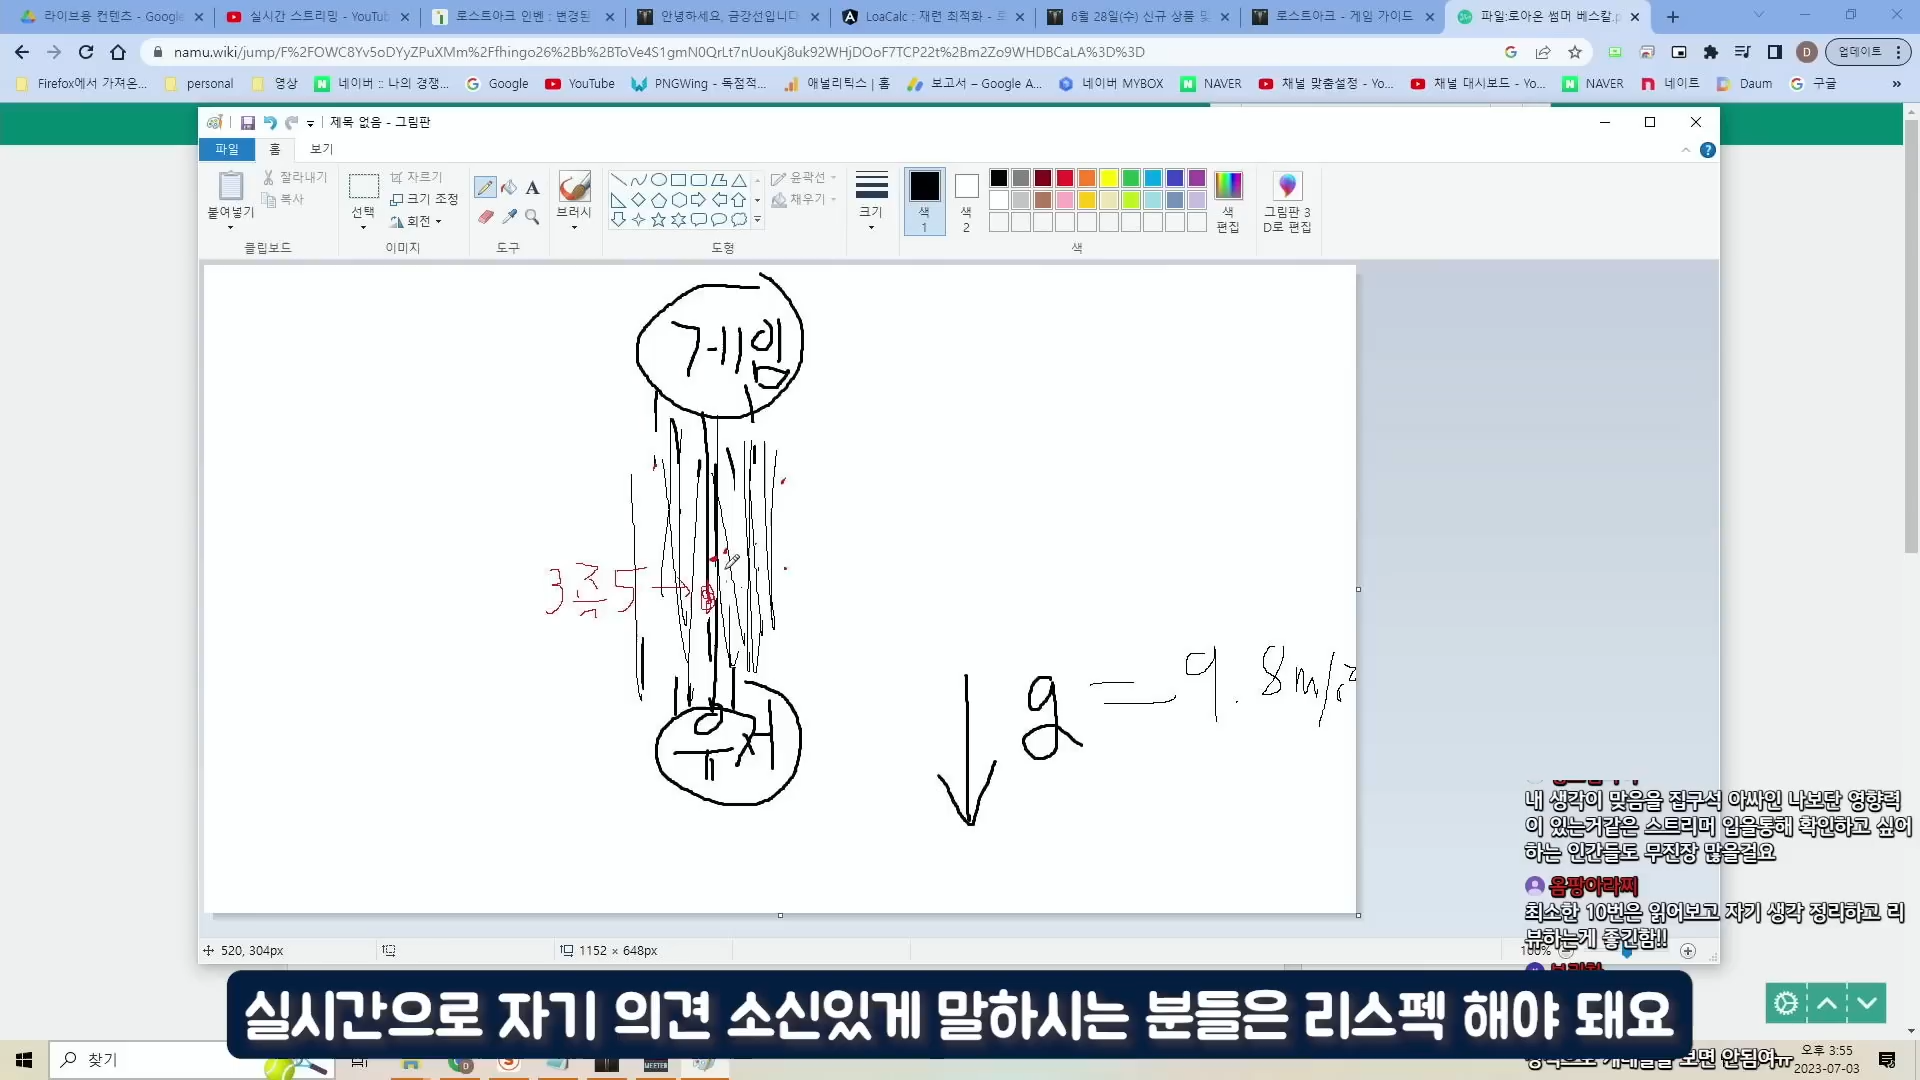 라이브용 컨텐츠 - Google
실시간 스트리밍 - YouTub
로스트아크 인벤 : 변경된
안녕하세요, 금강선입니다
LoaCalc : 재련 최적화 - 로
6월 28일(수) 신규 상품 및
로스트아크 - 게임 가이드
파일:로아온 썸머 베스칼.p
namu.wiki/jump/F%2FOWC8Yv5oDYyZPuXMm%2Ffhingo26%2Bb%2BToVe4S1gmN0QrLt7nUouKj8uk92WHjDOoF7TCP22t%2Bm2Zo9WHDBCaLA%3D%3D
D
업데이트
Firefox에서 가져온...
personal
영상
네이버 :: 나의 경쟁...
Google
YouTube
PNGWing - 독점적...
애널리틱스 | 홈
보고서 – Google A...
네이버 MYBOX
NAVER
채널 맞춤설정 - Yo...
채널 대시보드 - Yo...
NAVER
네이트
Daum
구글
»
제목 없음 - 그림판
파일
홈
보기
붙여넣기
잘라내기
복사
클립보드
선택
자르기
크기 조정
회전
이미지
도구
브러시
도형
윤곽선
채우기
크기
색
1
색
2
색
편집
색
그림판 3
D로 편집
3줌5
g = 9.8m/
520, 304px
1152 × 648px
100%
내 생각이 맞음을 집구석 아싸인 나보단 영향력
이 있는거같은 스트리머 입을통해 확인하고 싶어
하는 인간들도 무진장 많을걸요
옴팡아라찌
최소한 10번은 읽어보고 자기 생각 정리하고 리
뷰하는게 좋긴함!!
실시간으로 자기 의견 소신있게 말하시는 분들은 리스펙 해야 돼요
찾기
오후 3:55
2023-07-03